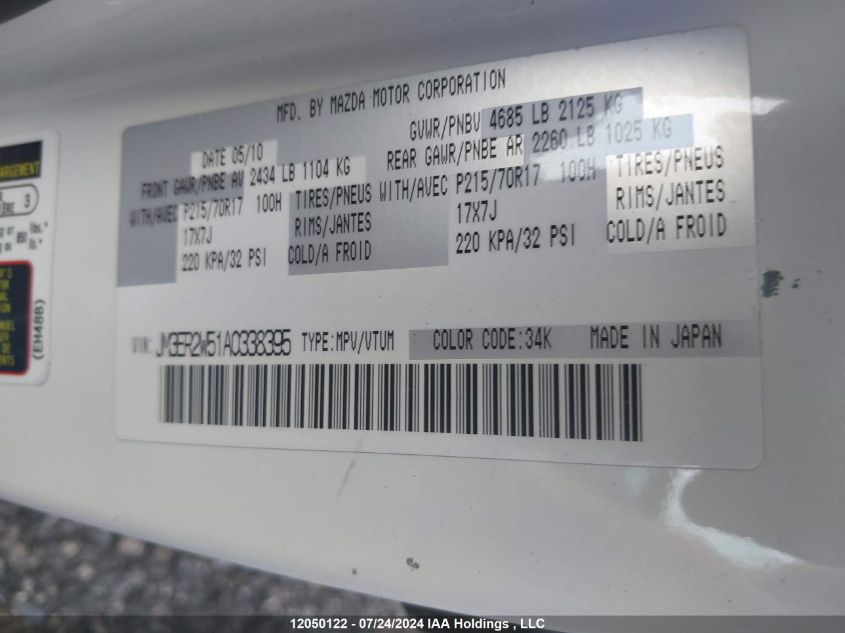 MFD. BY MAZDA MOTOR CORPORATION
DATE 05/10 GVWR/PNBV 4685 LB 2125 KG
FRONT GAWR/PNBE AV 2434 LB 1104 KG REAR GAWR/PNBE AR 2260 LB 1025 KG
WITH/AVEC P215/70R17 100H TIRES/PNEUS WITH/AVEC P215/70R17 100H TIRES/PNEUS
17X7J RIMS/JANTES 17X7J RIMS/JANTES
220 KPA/32 PSI COLD/A FROID 220 KPA/32 PSI COLD/A FROID
VIN: JM3ER2W51A0338395 TYPE:MPV/VTUM COLOR CODE:34K MADE IN JAPAN
3
lb.*
(EH48B)
12050122 - 07/24/2024 IAA Holdings , LLC